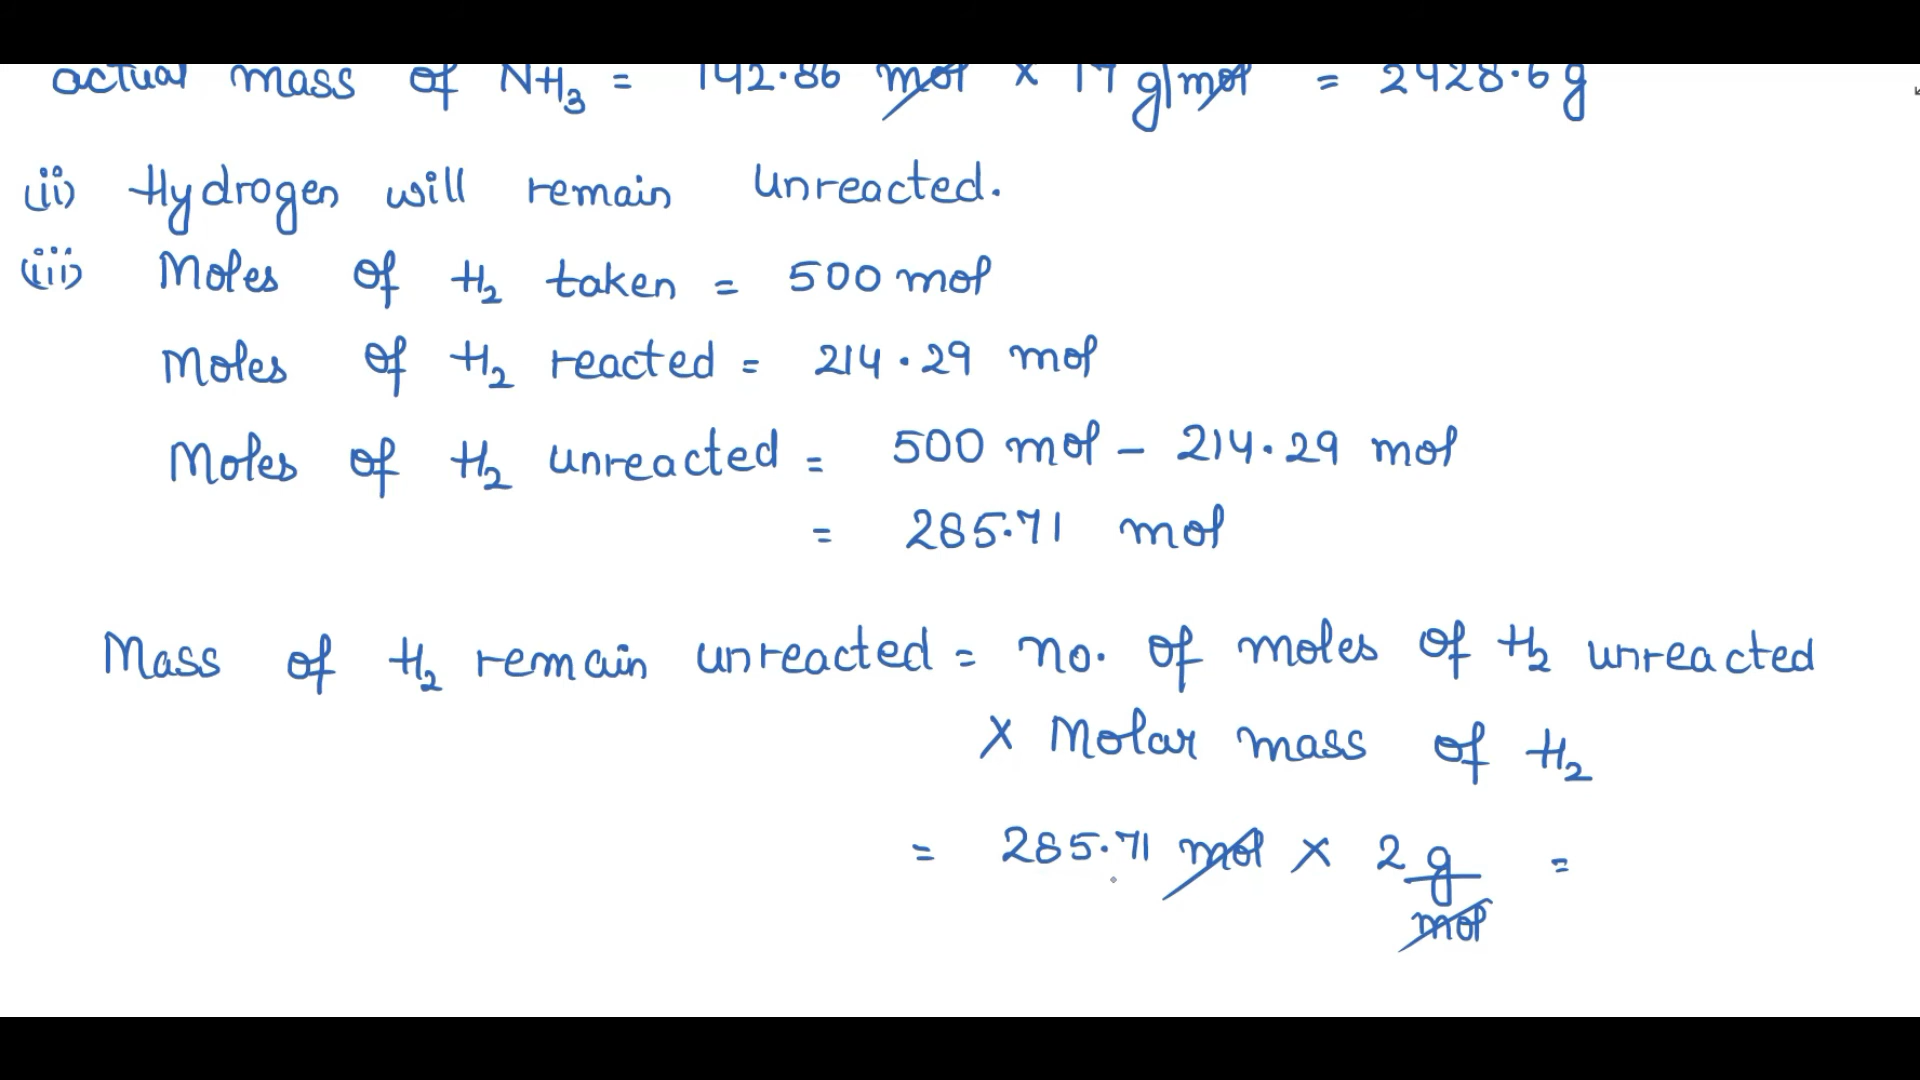 actual mass of NH₃ = 142.86 mol × 17 g/mol = 2428.6 g
(ii) Hydrogen will remain unreacted.
(iii) Moles of H₂ taken = 500 mol
Moles of H₂ reacted = 214.29 mol
Moles of H₂ unreacted = 500 mol - 214.29 mol
= 285.71 mol
Mass of H₂ remain unreacted = no. of moles of H₂ unreacted
× Molar mass of H₂
= 285.71 mol × 2 g/mol =